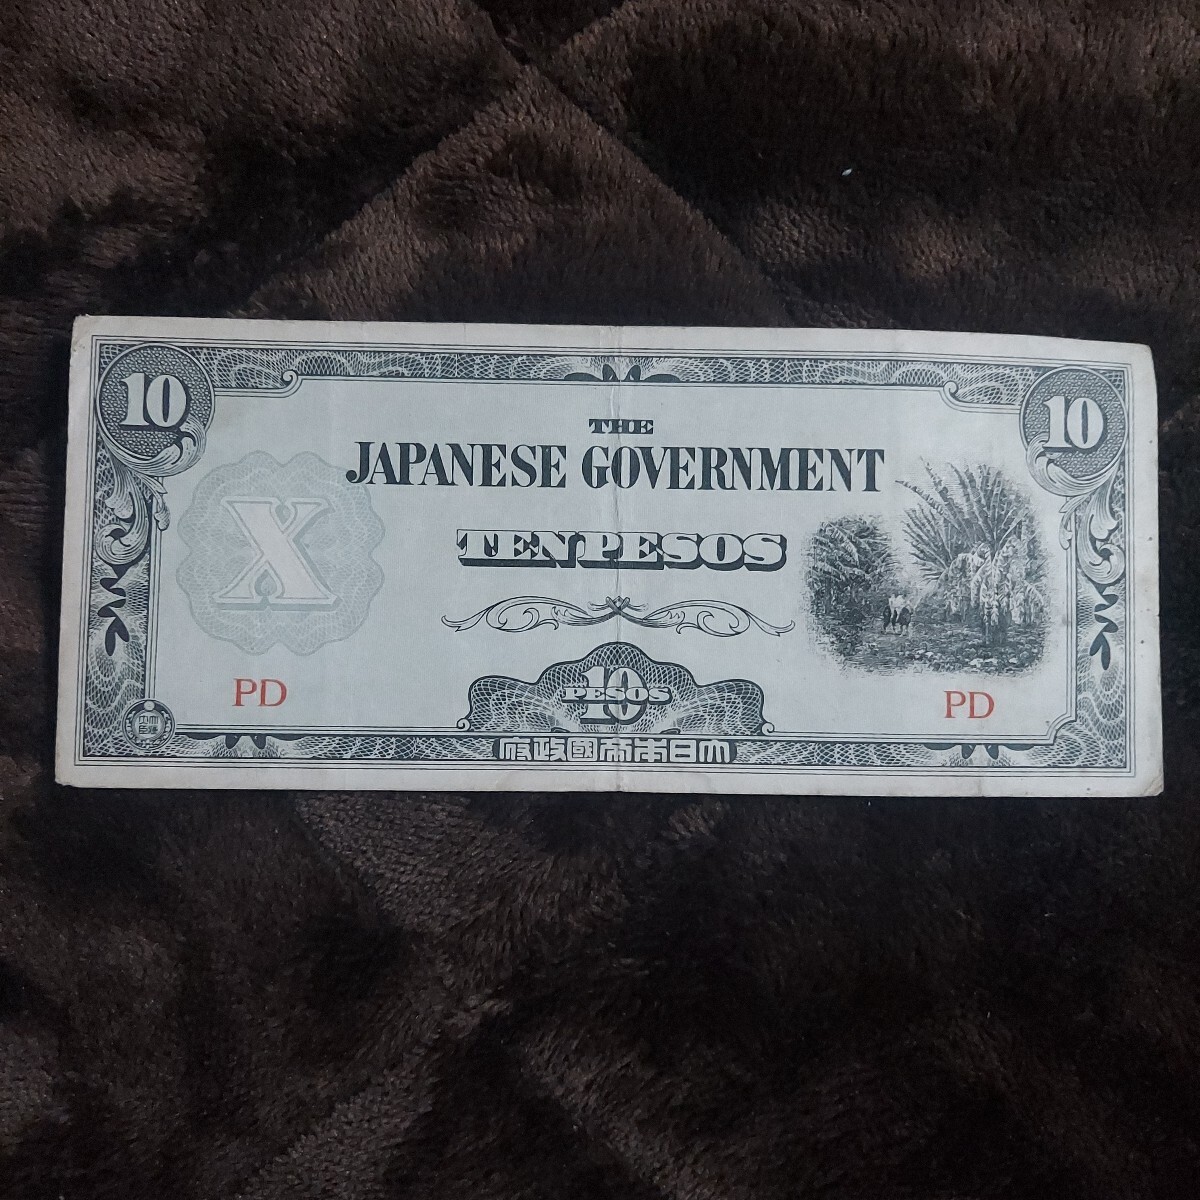 10
10
THE
JAPANESE GOVERNMENT
X
TEN PESOS
10
PESOS
PD
PD
府政國帝本日大